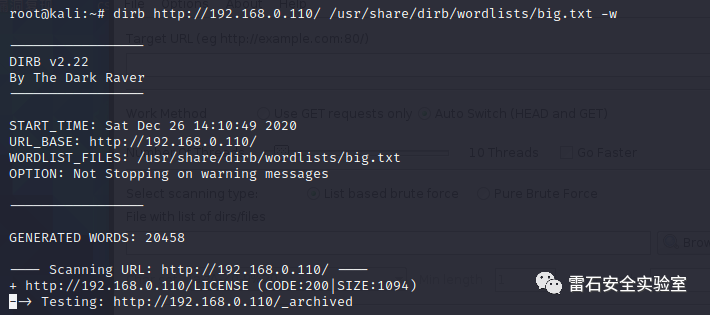 root@kali:~# dirb http://192.168.0.110/ /usr/share/dirb/wordlists/big.txt -w
Target URL (eg http://example.com:80/)
-----------------
DIRB v2.22
By The Dark Raver
-----------------
Work Method Use GET requests only Auto Switch (HEAD and GET)
START_TIME: Sat Dec 26 14:10:49 2020
URL_BASE: http://192.168.0.110/
WORDLIST_FILES: /usr/share/dirb/wordlists/big.txt
10 Threads Go Faster
OPTION: Not Stopping on warning messages
Select scanning type: List based brute force Pure Brute Force
-----------------
File with list of dirs/files
GENERATED WORDS: 20458
Brow
---- Scanning URL: http://192.168.0.110/ ----
+ http://192.168.0.110/LICENSE (CODE:200|SIZE:1094)
--> Testing: http://192.168.0.110/_archived
雷石安全实验室